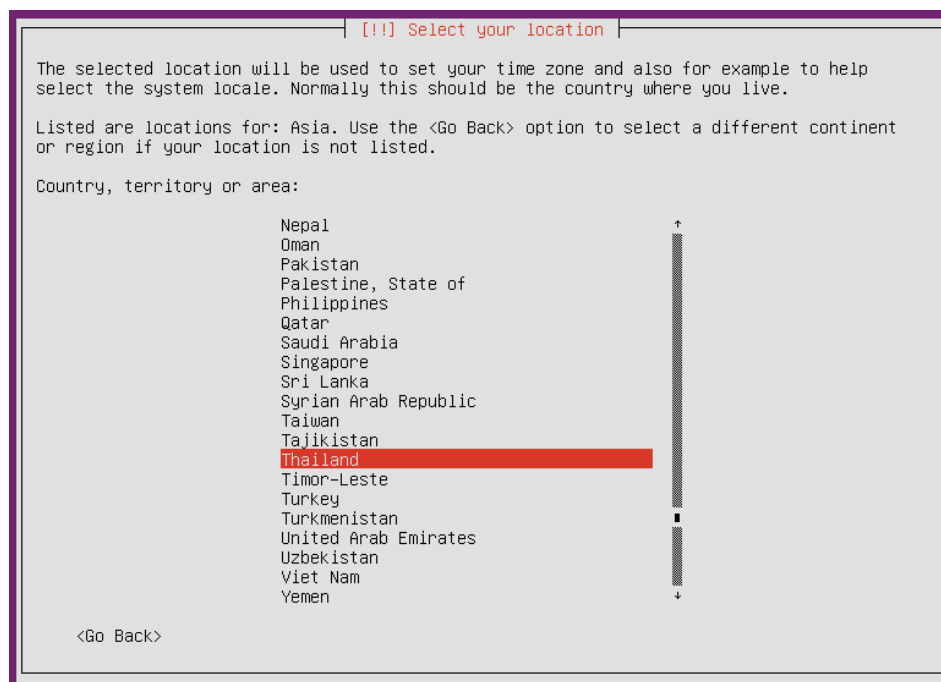 [!!] Select your location
The selected location will be used to set your time zone and also for example to help
select the system locale. Normally this should be the country where you live.
Listed are locations for: Asia. Use the <Go Back> option to select a different continent
or region if your location is not listed.
Country, territory or area:
Nepal
Oman
Pakistan
Palestine, State of
Philippines
Qatar
Saudi Arabia
Singapore
Sri Lanka
Syrian Arab Republic
Taiwan
Tajikistan
Thailand
Timor-Leste
Turkey
Turkmenistan
United Arab Emirates
Uzbekistan
Viet Nam
Yemen
<Go Back>